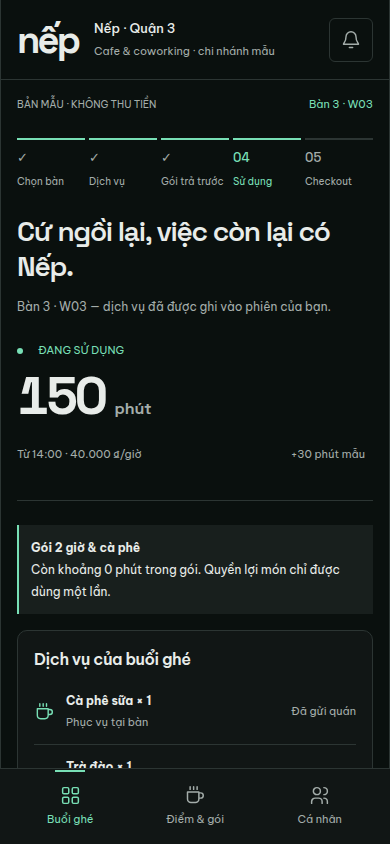 nếp
Nếp · Quận 3
Cafe & coworking · chi nhánh mẫu
BẢN MẪU · KHÔNG THU TIỀN
Bàn 3 · W03
✓
✓
✓
04
05
Chọn bàn
Dịch vụ
Gói trả trước
Sử dụng
Checkout
Cứ ngồi lại, việc còn lại có
Nếp.
Bàn 3 · W03 — dịch vụ đã được ghi vào phiên của bạn.
ĐANG SỬ DỤNG
150 phút
Từ 14:00 · 40.000 ₫/giờ
+30 phút mẫu
Gói 2 giờ & cà phê
Còn khoảng 0 phút trong gói. Quyền lợi món chỉ được
dùng một lần.
Dịch vụ của buổi ghé
Cà phê sữa × 1
Phục vụ tại bàn
Đã gửi quán
Trà đào × 1
Buổi ghé
Điểm & gói
Cá nhân